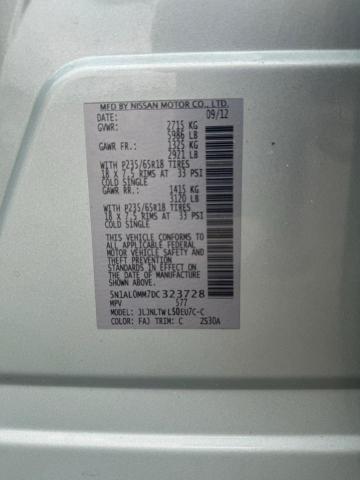 MFD BY NISSAN MOTOR CO., LTD.
DATE: 09/12
GVWR: 2715 KG
5986 LB
GAWR FR.: 1325 KG
2921 LB
WITH P235/65R18 TIRES
18 X 7.5 RIMS AT 33 PSI
COLD SINGLE
GAWR RR.: 1415 KG
3120 LB
WITH P235/65R18 TIRES
18 X 7.5 RIMS AT 33 PSI
COLD SINGLE
THIS VEHICLE CONFORMS
TO ALL APPLICABLE FEDERAL
MOTOR VEHICLE SAFETY
STANDARDS IN EFFECT
ON THE DATE OF
MANUFACTURE SHOWN ABOVE.
5N1AL0MM7DC323728
MPV 577
MODEL: JLJNLTWL50EU7C-C
COLOR: FAJ TRIM: C 2S30A